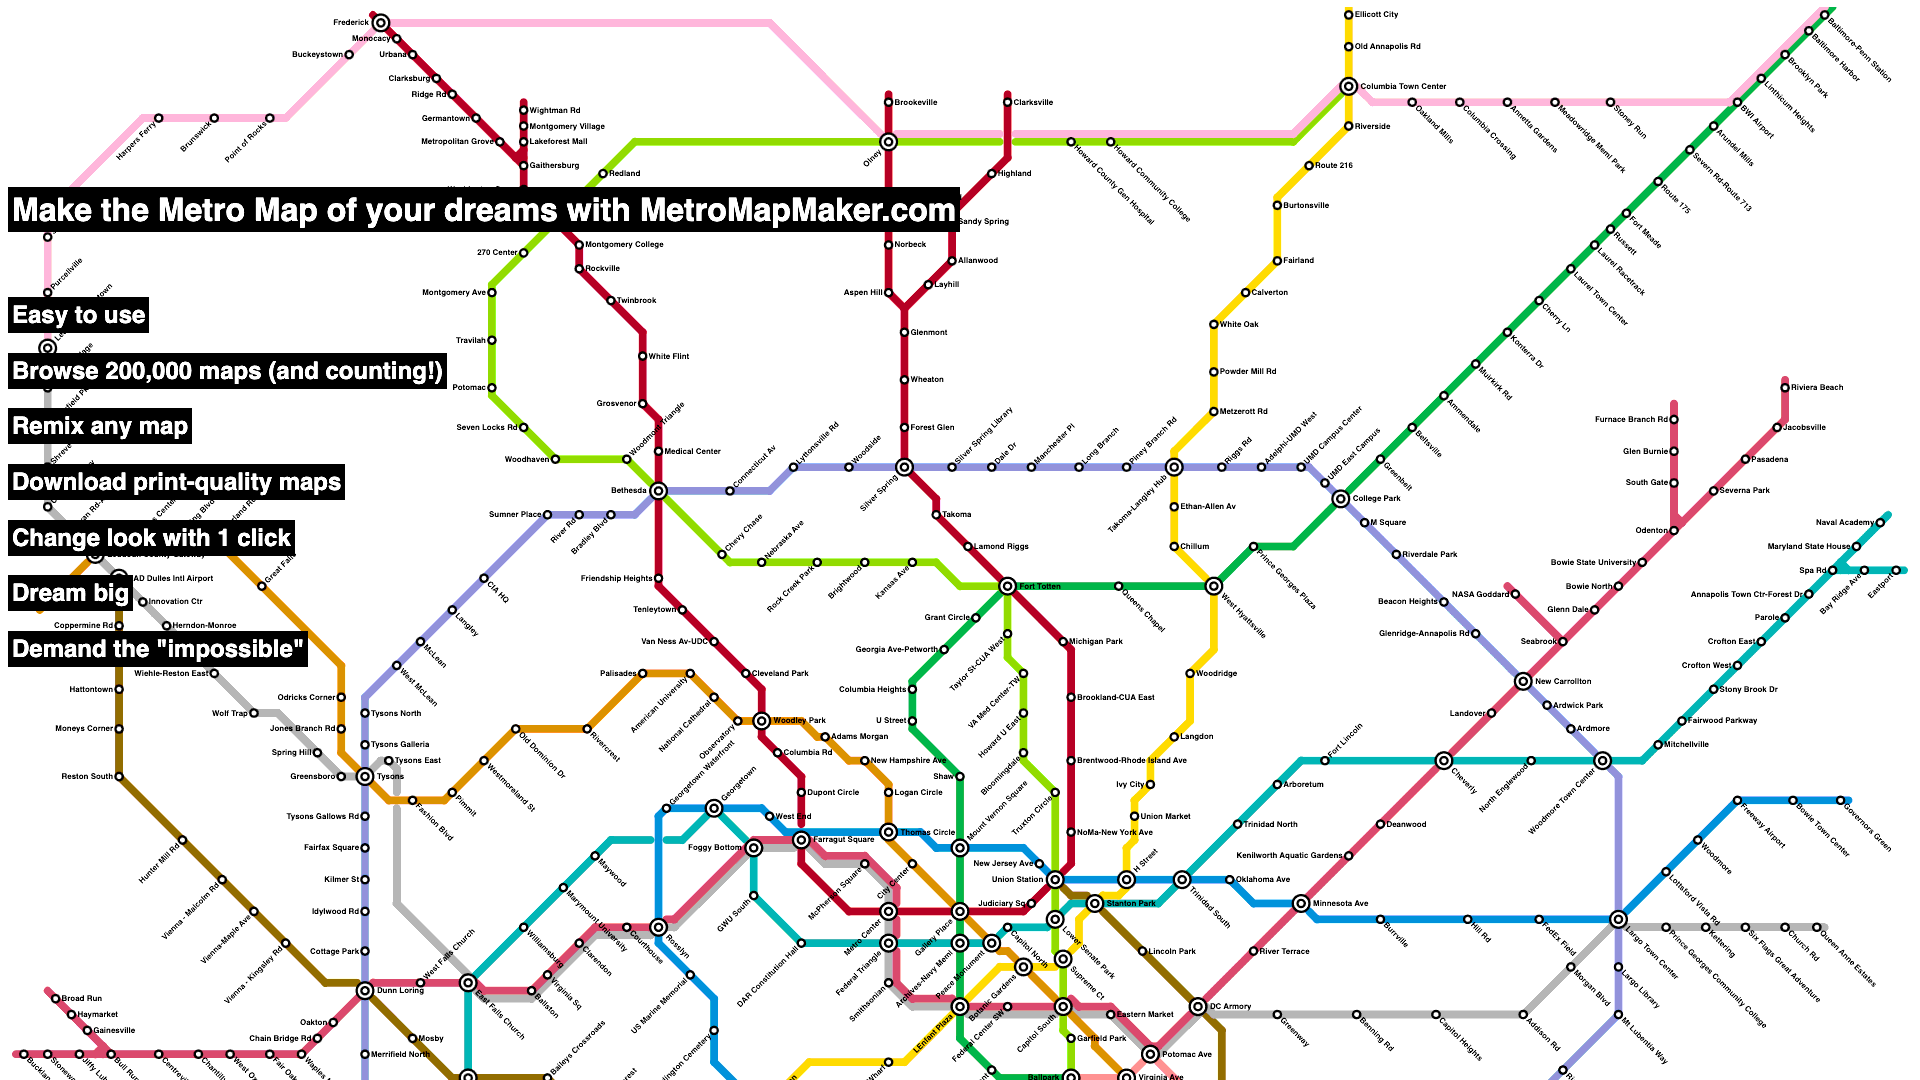 Make the Metro Map of your dreams with MetroMapMaker.com
Easy to use
Browse 200,000 maps (and counting!)
Remix any map
Download print-quality maps
Change look with 1 click
Dream big
Demand the "impossible"
Frederick
Monocacy
Buckeystown
Urbana
Clarksburg
Ridge Rd
Germantown
Metropolitan Grove
Harpers Ferry
Brunswick
Point of Rocks
Wightman Rd
Montgomery Village
Lakeforest Mall
Gaithersburg
Redland
Brookeville
Olney
Clarksville
Highland
Sandy Spring
Norbeck
Allanwood
Layhill
Aspen Hill
Glenmont
Wheaton
Forest Glen
Howard County Gen Hospital
Howard Community College
Ellicott City
Old Annapolis Rd
Columbia Town Center
Riverside
Route 216
Burtonsville
Fairland
Calverton
White Oak
Powder Mill Rd
Metzerott Rd
Oakland Mills
Columbia Crossing
Annetta Gardens
Meadowridge Meml Park
Stoney Run
Baltimore-Penn Station
Baltimore Harbor
Brooklyn Park
Linthicum Heights
BWI Airport
Arundel Mills
Severn Rd-Route 713
Route 175
Fort Meade
Russett
Laurel Racetrack
Laurel Town Center
Cherry Ln
Konterra Dr
Muirkirk Rd
Ammendale
Beltsville
Greenbelt
UMD East Campus
UMD Campus Center
Adelphi-UMD West
Riggs Rd
Takoma-Langley Hub
Piney Branch Rd
Long Branch
Manchester Pl
Dale Dr
Silver Spring Library
Silver Spring
Woodside
Lyttonsville Rd
Connecticut Av
Montgomery College
Rockville
Twinbrook
White Flint
Grosvenor
Woodmont Triangle
Medical Center
Bethesda
270 Center
Montgomery Ave
Travilah
Potomac
Seven Locks Rd
Woodhaven
Sumner Place
River Rd
Bradley Blvd
Purcellville
CIA HQ
Langley
McLean
West McLean
Friendship Heights
Tenleytown
Van Ness Av-UDC
Cleveland Park
Woodley Park
Chevy Chase
Nebraska Ave
Rock Creek Park
Brightwood
Kansas Ave
Takoma
Lamond Riggs
Fort Totten
Queens Chapel
West Hyattsville
Prince Georges Plaza
Ethan-Allen Av
Chillum
College Park
M Square
Riverdale Park
Beacon Heights
Glenridge-Annapolis Rd
New Carrollton
Ardwick Park
Ardmore
Landover
Cheverly
North Englewood
Woodmore Town Center
Mitchellville
Fairwood Parkway
Stony Brook Dr
Crofton West
Crofton East
Parole
Annapolis Town Ctr-Forest Dr
Spa Rd
Bay Ridge Ave
Eastport
Maryland State House
Naval Academy
Riviera Beach
Jacobsville
Pasadena
Severna Park
Furnace Branch Rd
Glen Burnie
South Gate
Odenton
Bowie State University
Bowie North
Glenn Dale
NASA Goddard
Seabrook
Great Falls
AD Dulles Intl Airport
Innovation Ctr
Herndon-Monroe
Coppermine Rd
Wiehle-Reston East
Hattontown
Wolf Trap
Moneys Corner
Spring Hill
Reston South
Greensboro
Odricks Corner
Jones Branch Rd
Tysons North
Tysons Galleria
Tysons East
Tysons
Tysons Gallows Rd
Fashion Blvd
Pimmit
Westmoreland St
Old Dominion Dr
Rivercrest
Palisades
American University
National Cathedral
Observatory
Adams Morgan
Columbia Rd
New Hampshire Ave
Logan Circle
Dupont Circle
Thomas Circle
Farragut Square
Georgetown Waterfront
Georgetown
West End
Foggy Bottom
GWU South
McPherson Square
City Center
Metro Center
Gallery Place
Judiciary Sq
Union Station
New Jersey Ave
Mount Vernon Square
Truxton Circle
Bloomingdale
Howard U East
VA Med Center-TW
Taylor St-CUA West
Grant Circle
Georgia Ave-Petworth
Columbia Heights
U Street
Shaw
Michigan Park
Brookland-CUA East
Brentwood-Rhode Island Ave
NoMa-New York Ave
Woodridge
Langdon
Ivy City
Union Market
H Street
Stanton Park
Trinidad South
Trinidad North
Arboretum
Fort Lincoln
Oklahoma Ave
Minnesota Ave
Kenilworth Aquatic Gardens
Deanwood
River Terrace
Burrville
Hill Rd
FedEx Field
Largo Town Center
Lottsford Vista Rd
Woodmore
Freeway Airport
Bowie Town Center
Governors Green
Prince Georges Community College
Kettering
Six Flags Great Adventure
Church Rd
Queen Anne Estates
Morgan Blvd
Largo Library
Mt Lubentia Way
Addison Rd
Capitol Heights
Benning Rd
Greenway
DC Armory
Lincoln Park
Eastern Market
Potomac Ave
Virginia Ave
Garfield Park
Ballpark
Capitol South
Federal Center SW
LEnfant Plaza
Botanic Gardens
Supreme Ct
Lower Senate Park
Capitol North
Peace Monument
Archives-Navy Meml
Federal Triangle
Smithsonian
DAR Constitution Hall
US Marine Memorial
Rosslyn
Courthouse
Clarendon
Virginia Sq
Ballston
Williamsburg
Marymount University
Maywood
East Falls Church
West Falls Church
Dunn Loring
Mosby
Merrifield North
Cottage Park
Idylwood Rd
Kilmer St
Fairfax Square
Hunter Mill Rd
Vienna - Malcolm Rd
Vienna-Maple Ave
Vienna - Kingsley Rd
Oakton
Chain Bridge Rd
Broad Run
Haymarket
Gainesville
Baileys Crossroads